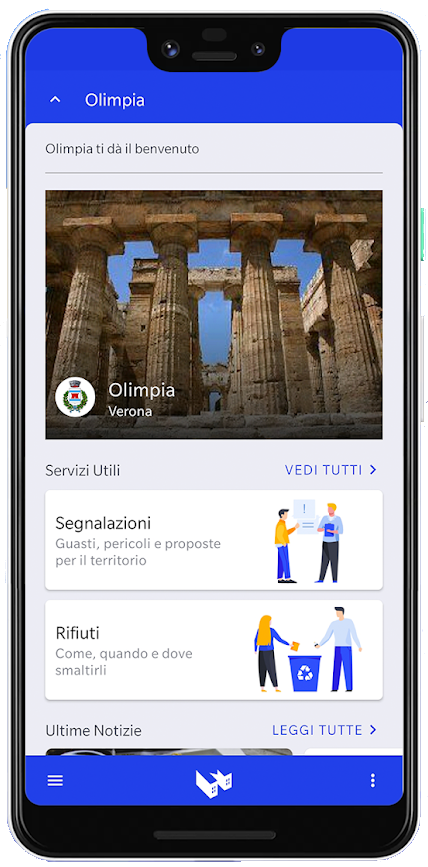 Olimpia
Olimpia ti dà il benvenuto
Olimpia
Verona
Servizi Utili
VEDI TUTTI
Segnalazioni
Guasti, pericoli e proposte
per il territorio
!
Rifiuti
Come, quando e dove
smaltirli
Ultime Notizie
LEGGI TUTTE